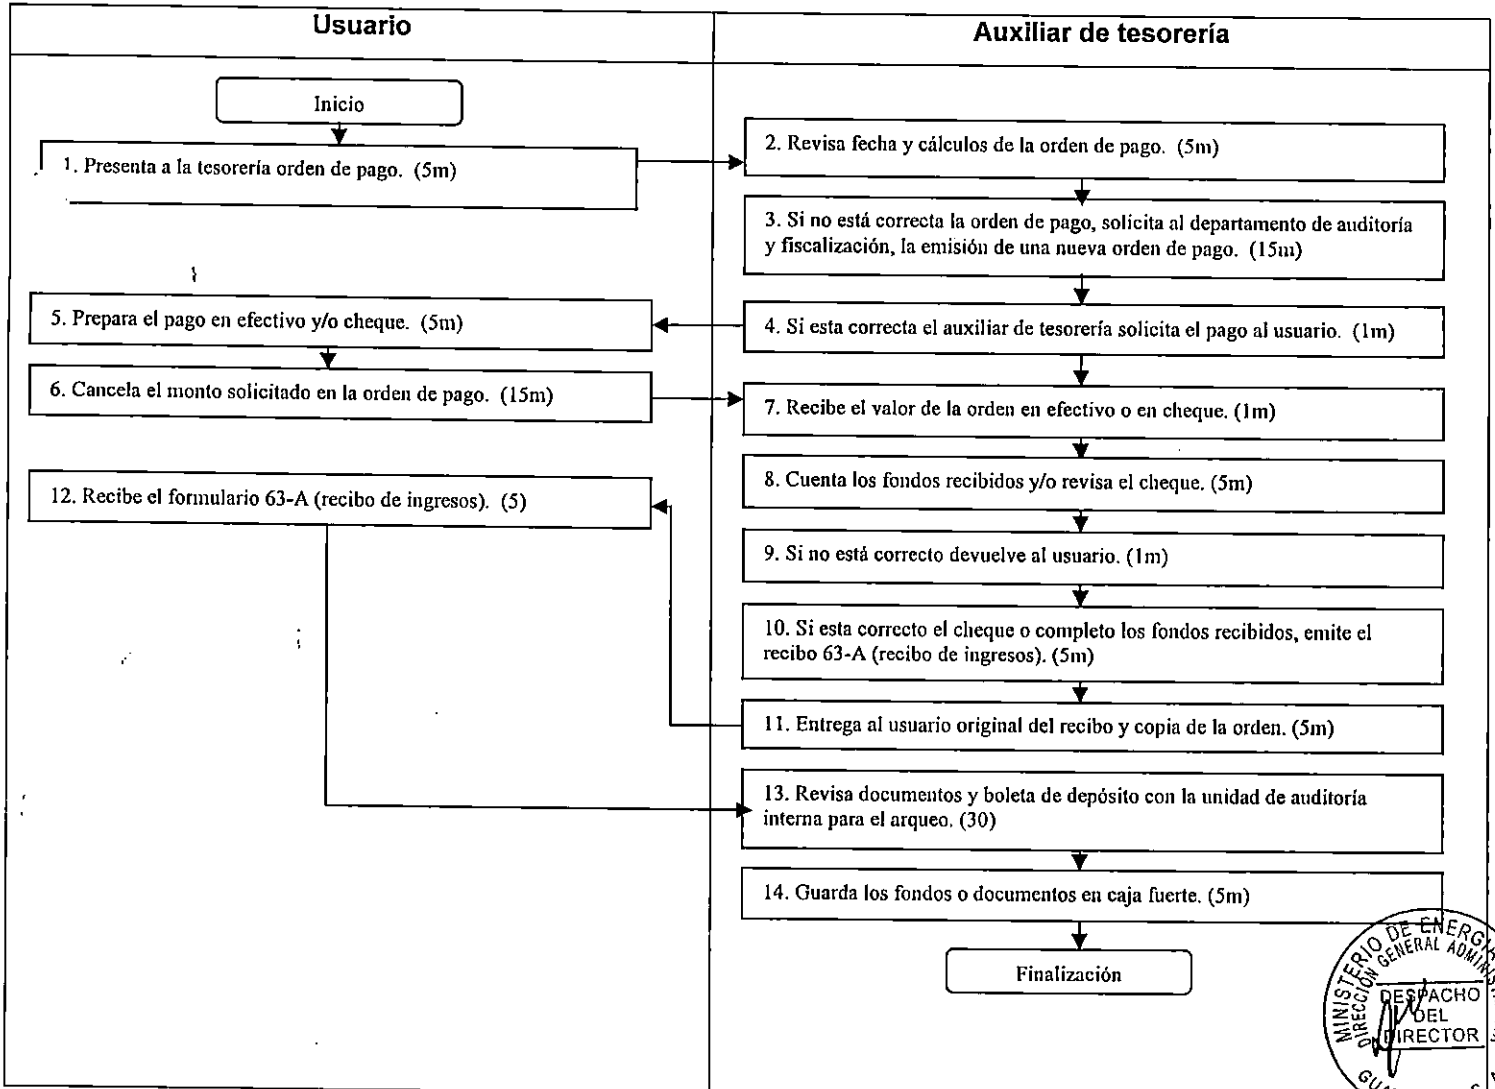 Usuario
Auxiliar de tesorería
Inicio
1. Presenta a la tesorería orden de pago. (5m)
2. Revisa fecha y cálculos de la orden de pago. (5m)
3. Si no está correcta la orden de pago, solicita al departamento de auditoría
y fiscalización, la emisión de una nueva orden de pago. (15m)
4. Si esta correcta el auxiliar de tesorería solicita el pago al usuario. (1m)
5. Prepara el pago en efectivo y/o cheque. (5m)
6. Cancela el monto solicitado en la orden de pago. (15m)
7. Recibe el valor de la orden en efectivo o en cheque. (1m)
8. Cuenta los fondos recibidos y/o revisa el cheque. (5m)
9. Si no está correcto devuelve al usuario. (1m)
10. Si esta correcto el cheque o completo los fondos recibidos, emite el
recibo 63-A (recibo de ingresos). (5m)
11. Entrega al usuario original del recibo y copia de la orden. (5m)
12. Recibe el formulario 63-A (recibo de ingresos). (5)
13. Revisa documentos y boleta de depósito con la unidad de auditoría
interna para el arqueo. (30)
14. Guarda los fondos o documentos en caja fuerte. (5m)
Finalización
MINISTERIO DE ENERGIA
DIRECCIÓN GENERAL
DESPACHO
DEL
DIRECTOR